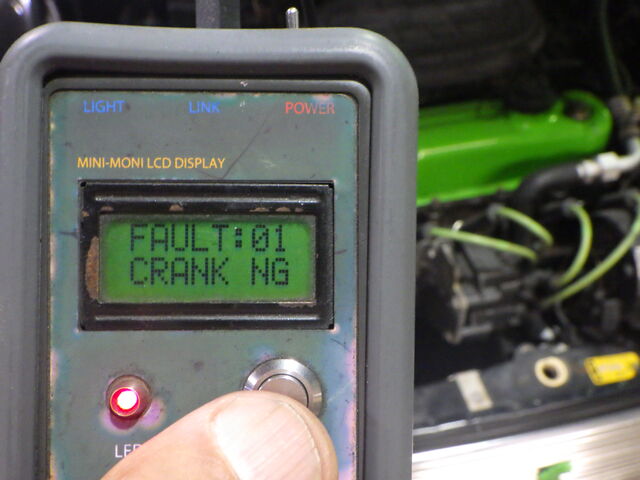 LIGHT LINK POWER
MINI-MONI LCD DISPLAY
FAULT:01
CRANK NG